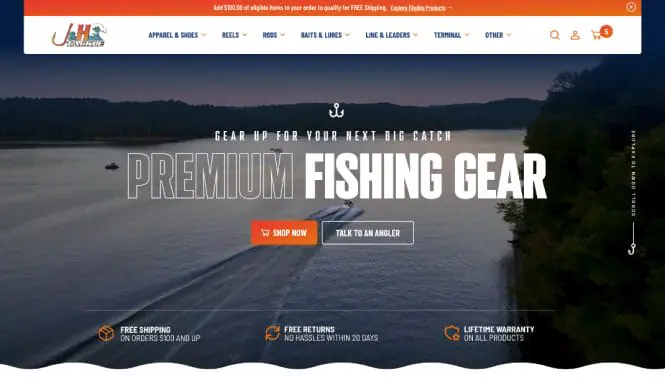 Add $100.00 of eligible items to your order to qualify for FREE Shipping. Explore Eligible Products →
J&H TACKLE
APPAREL & SHOES
REELS
RODS
BAITS & LURES
LINE & LEADERS
TERMINAL
OTHER
5
GEAR UP FOR YOUR NEXT BIG CATCH
PREMIUM FISHING GEAR
SHOP NOW
TALK TO AN ANGLER
SCROLL DOWN TO EXPLORE
FREE SHIPPING
ON ORDERS $100 AND UP
FREE RETURNS
NO HASSLES WITHIN 20 DAYS
LIFETIME WARRANTY
ON ALL PRODUCTS